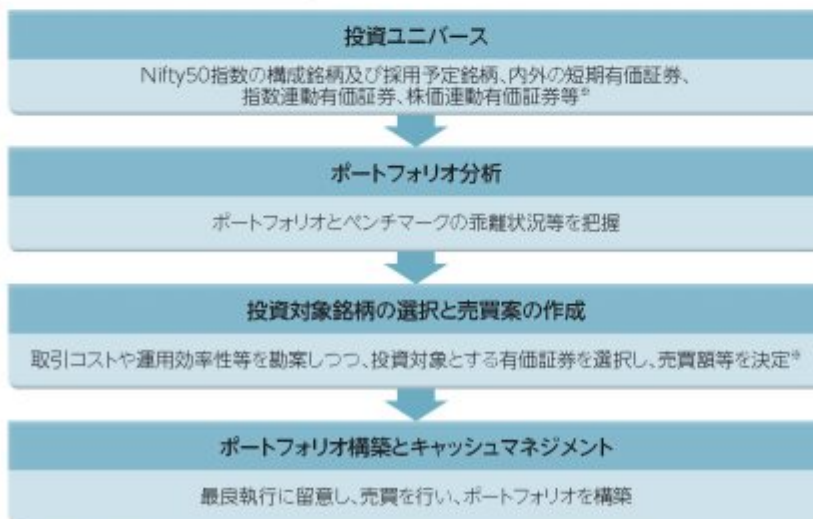 投資ユニバース
Nifty50指数の構成銘柄及び採用予定銘柄、内外の短期有価証券、
指数連動有価証券、株価連動有価証券等※
ポートフォリオ分析
ポートフォリオとベンチマークの乖離状況等を把握
投資対象銘柄の選択と売買案の作成
取引コストや運用効率性等を勘案しつつ、投資対象とする有価証券を選択し、売買額等を決定※
ポートフォリオ構築とキャッシュマネジメント
最良執行に留意し、売買を行い、ポートフォリオを構築